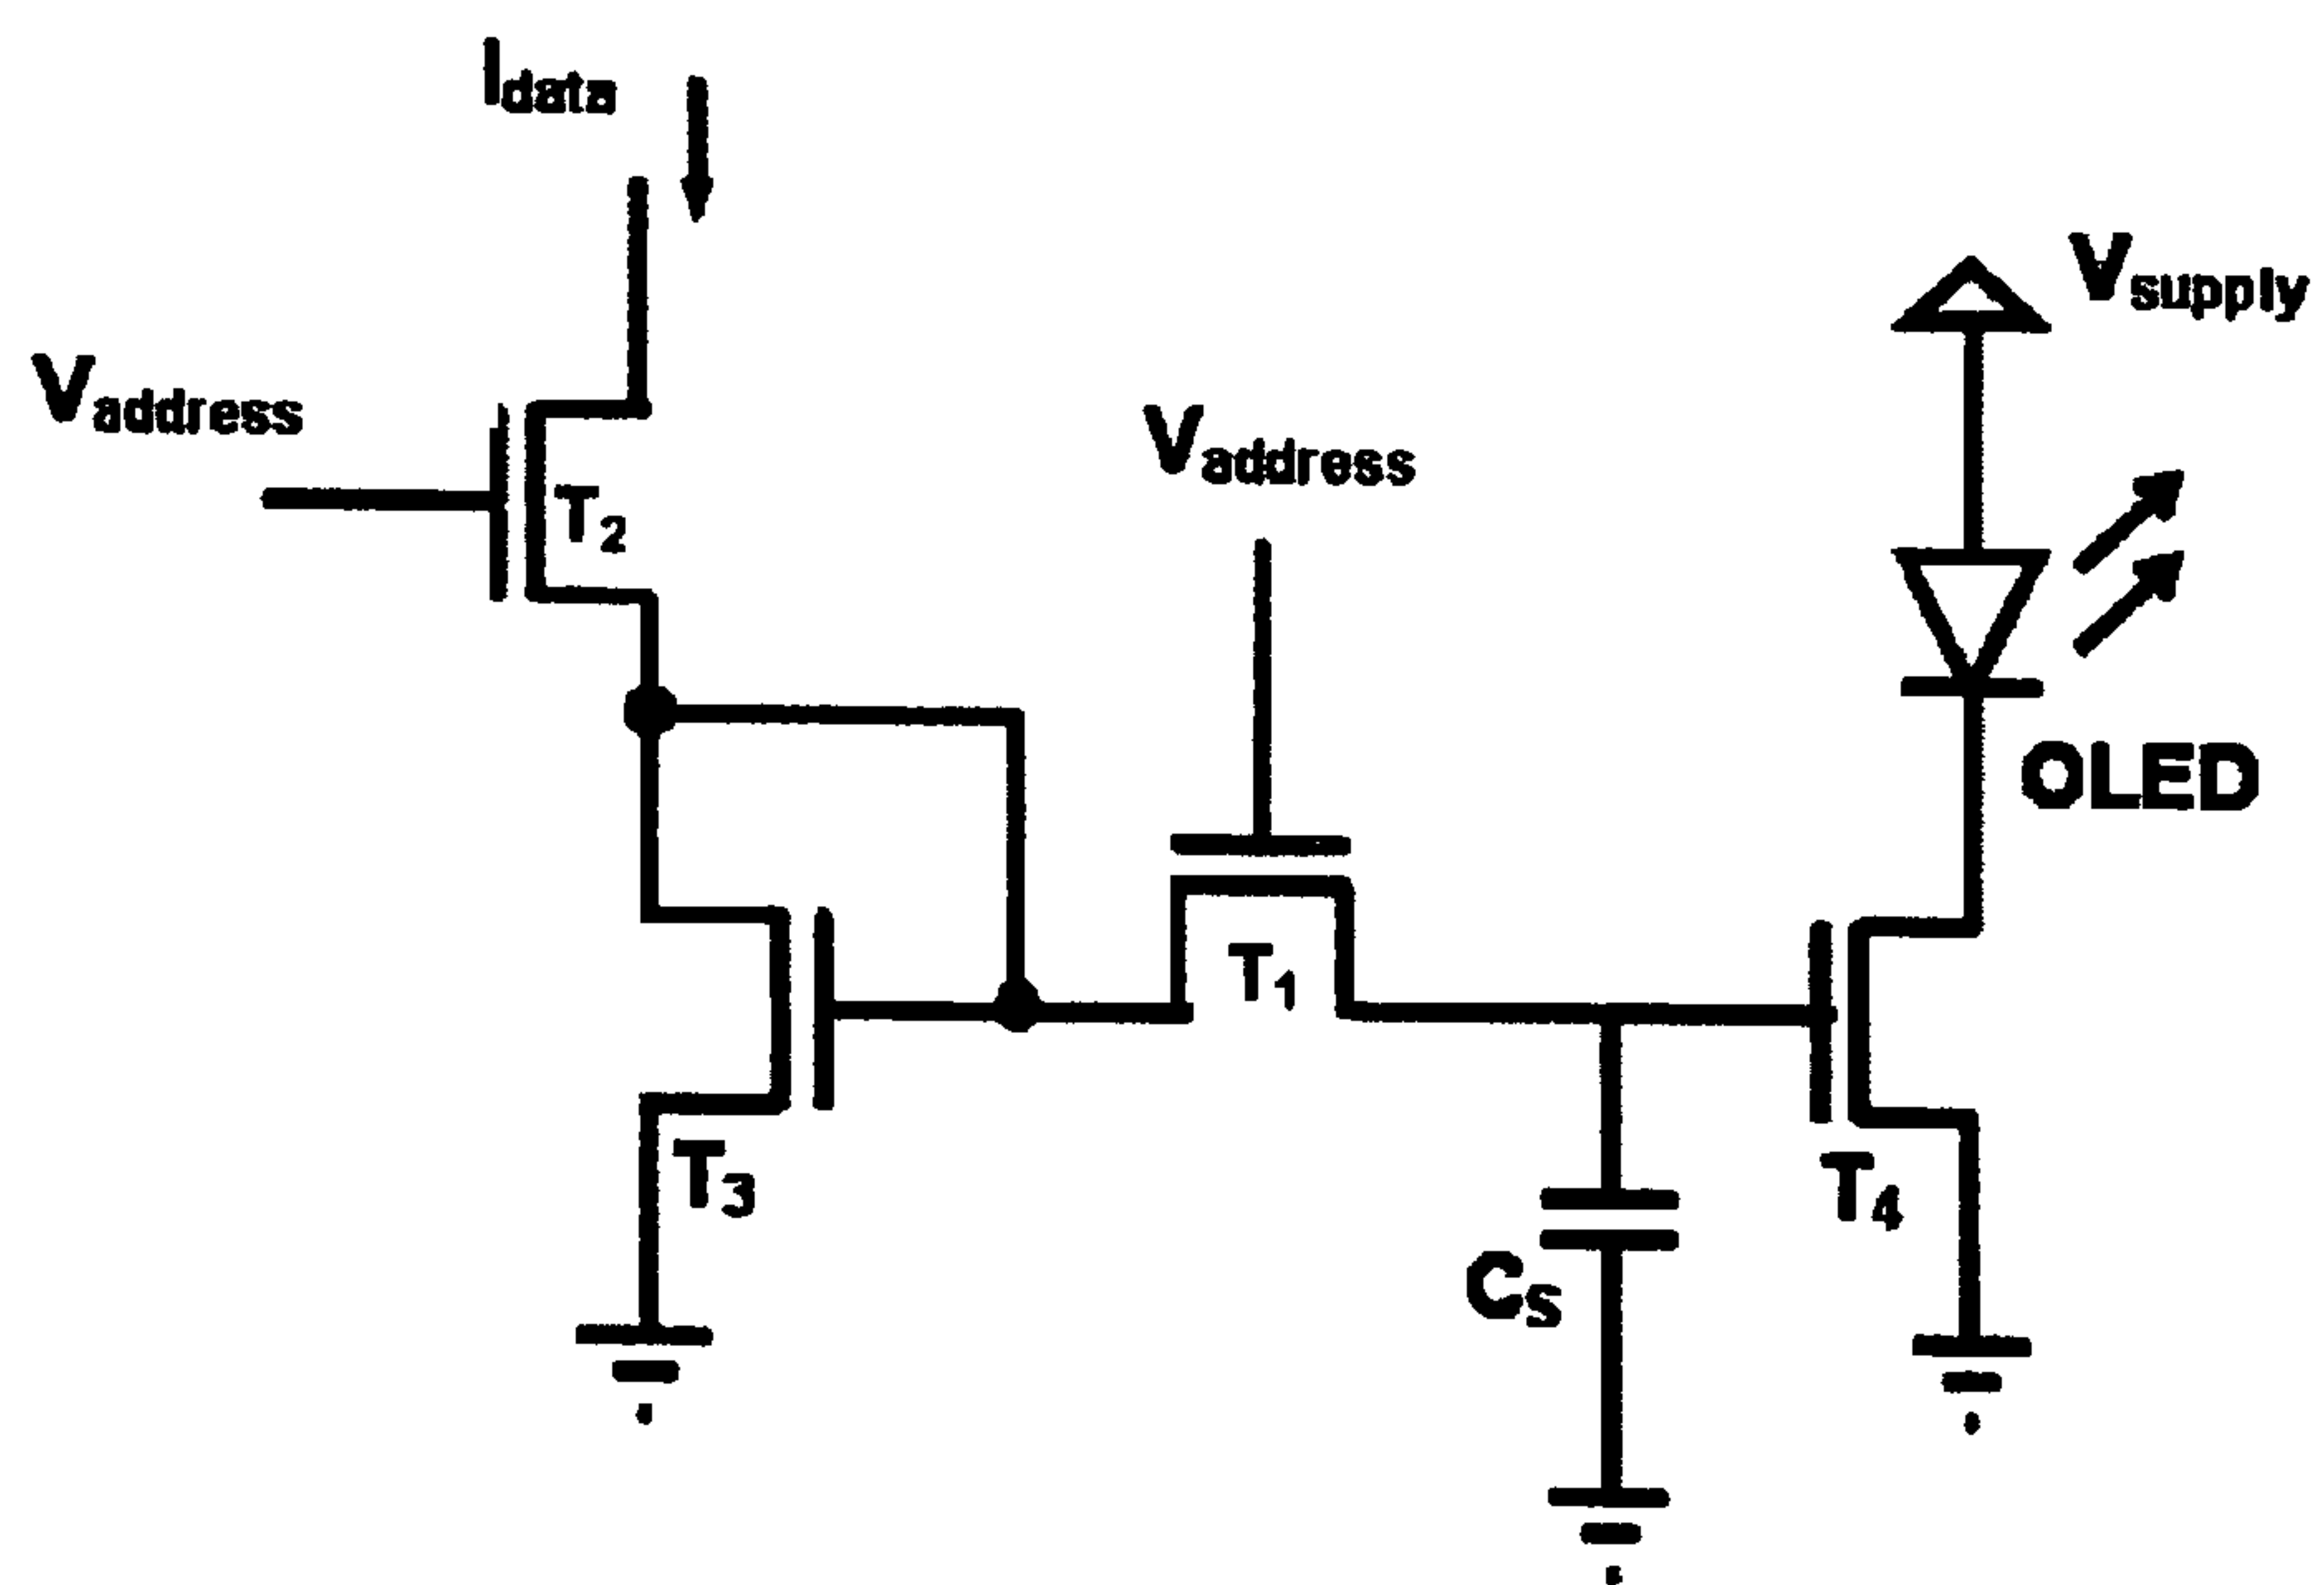 Idata
Vsupply
Vaddress
Vaddress
T2
OLED
T1
T3
T4
CS